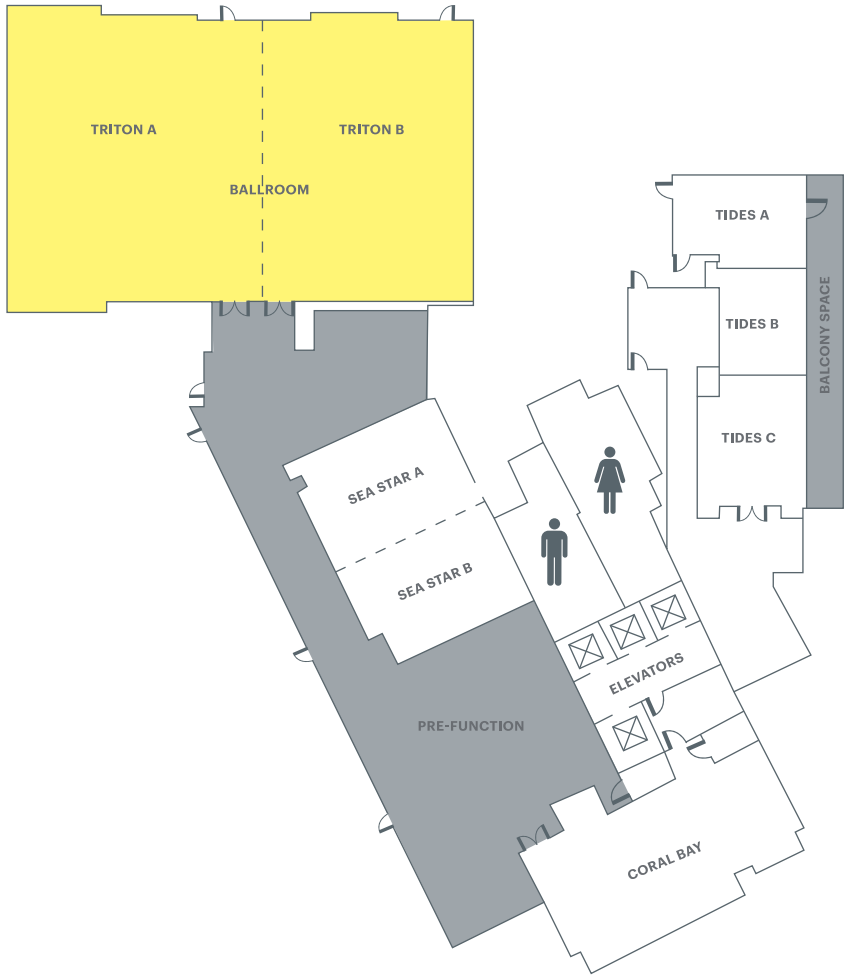 TRITON A
TRITON B
BALLROOM
TIDES A
TIDES B
BALCONY SPACE
TIDES C
SEA STAR A
SEA STAR B
ELEVATORS
PRE-FUNCTION
CORAL BAY